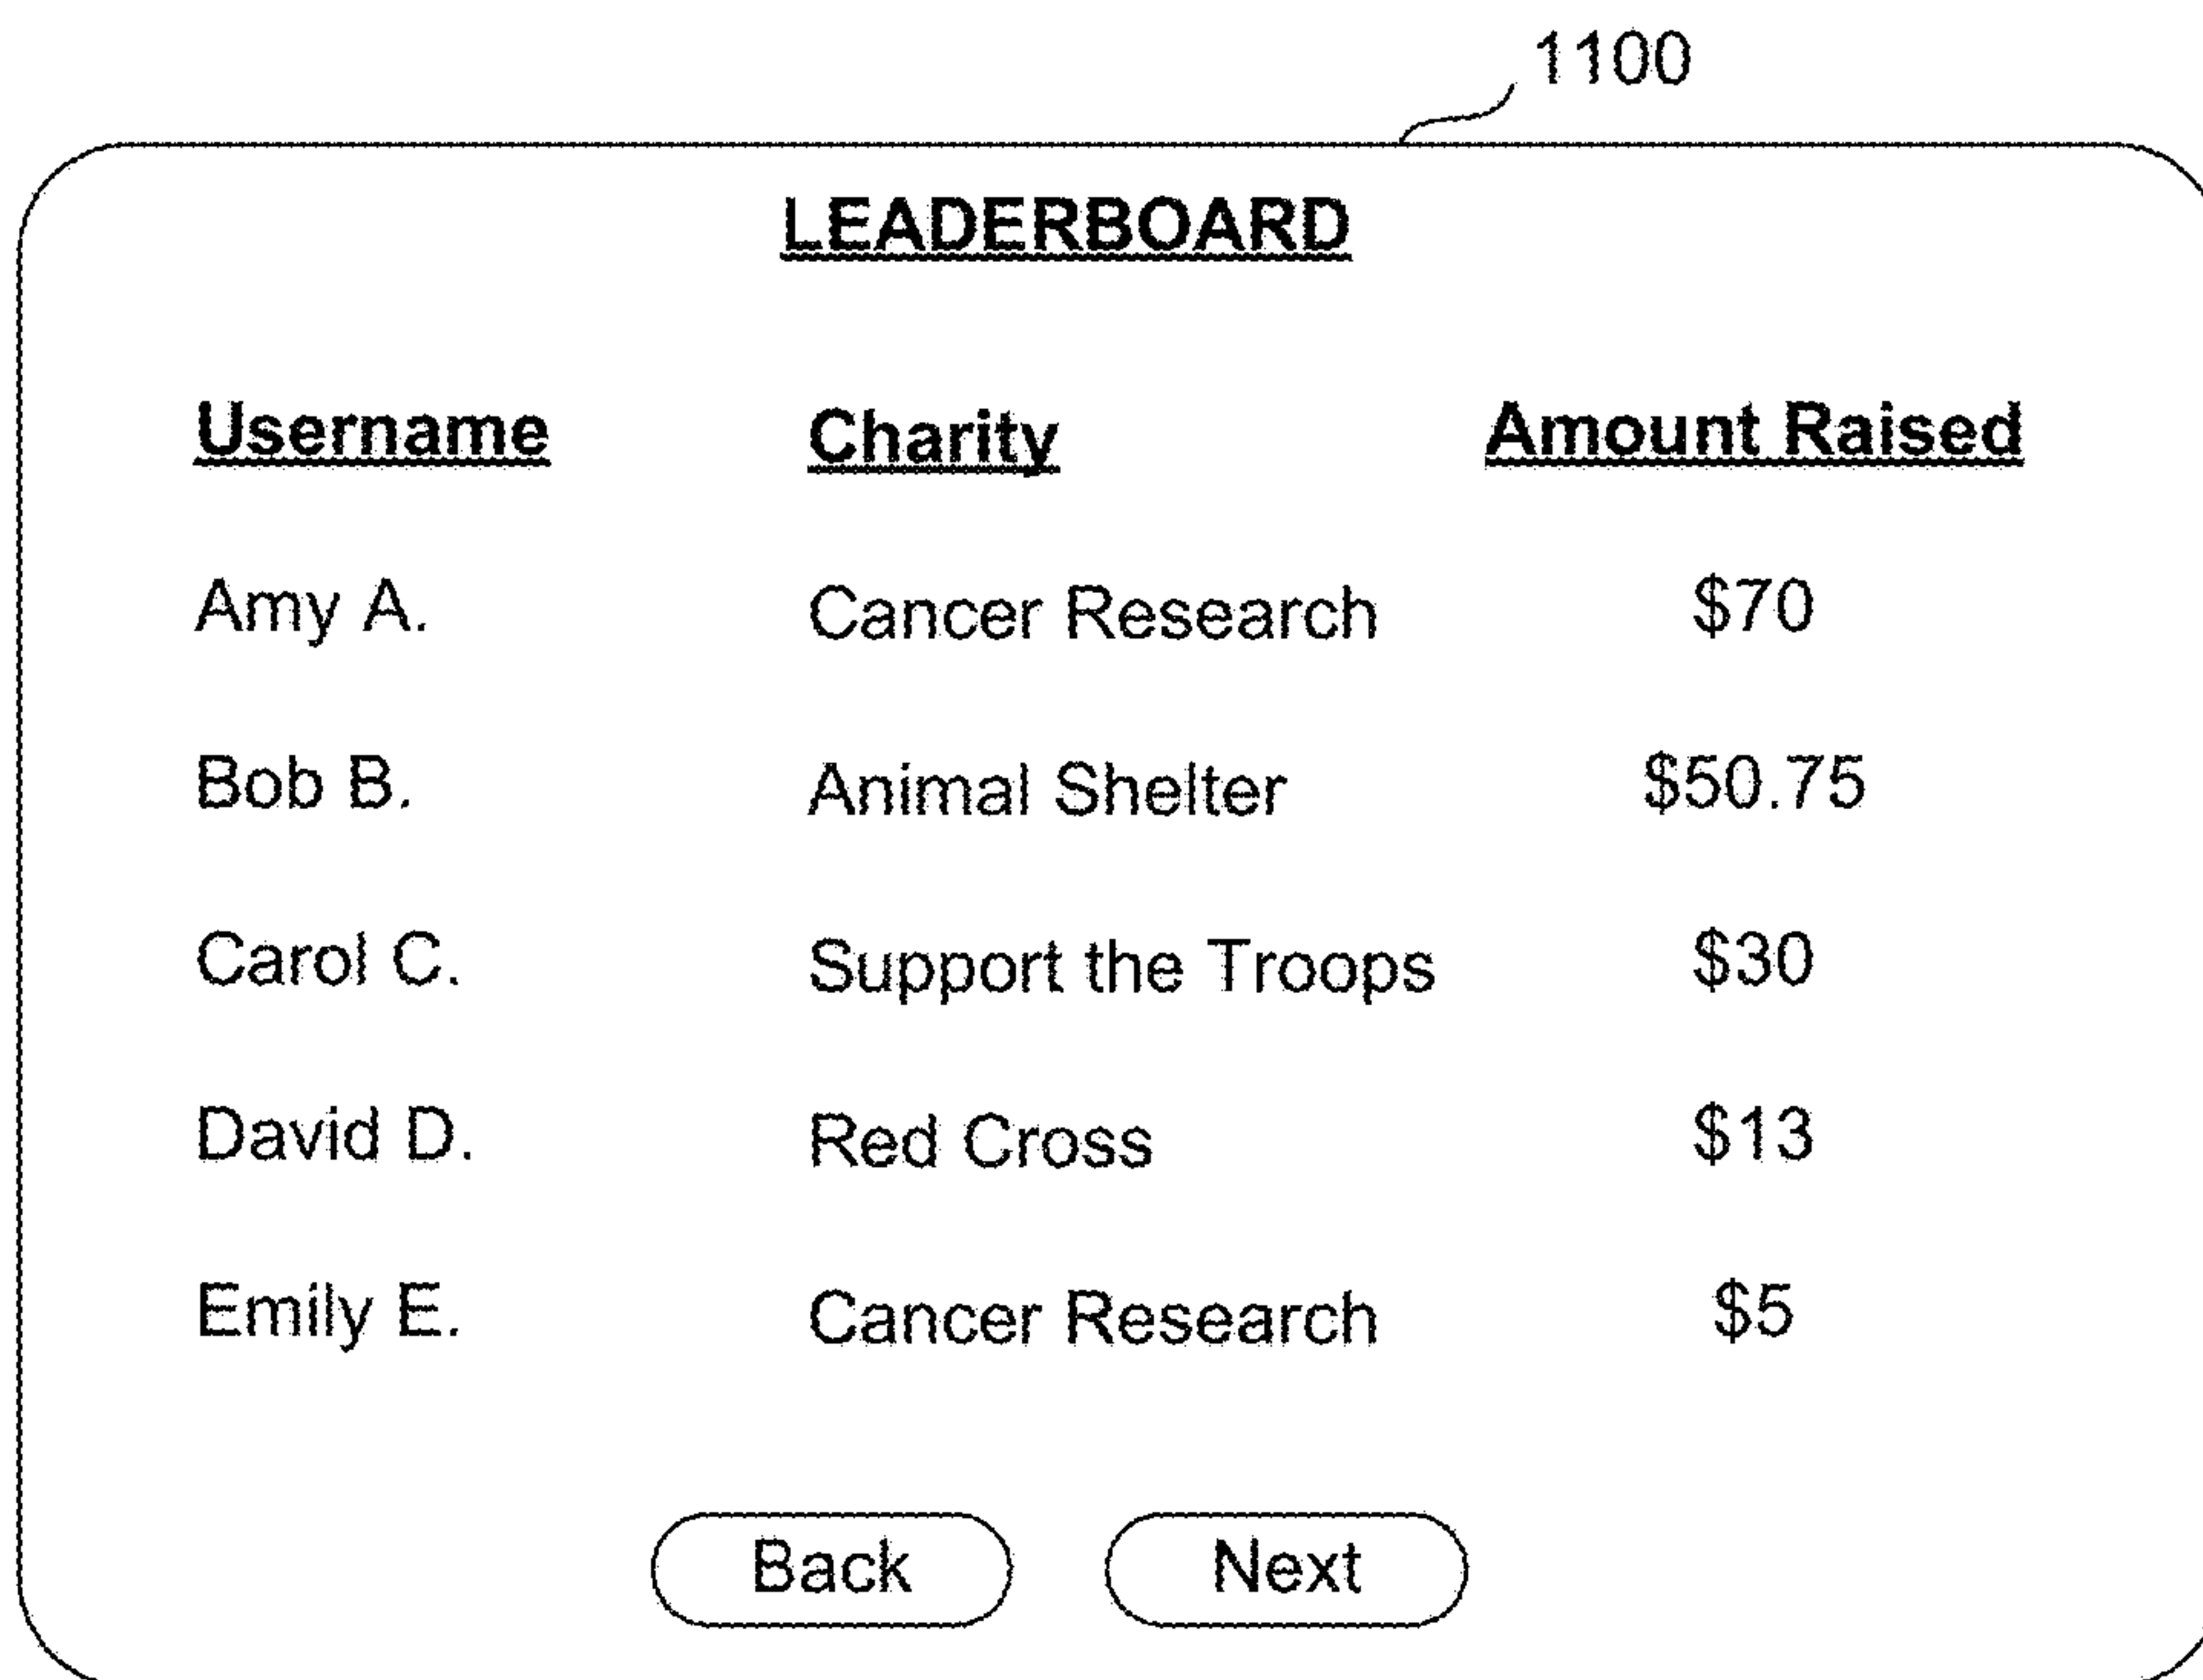 1100
LEADERBOARD
Username Charity Amount Raised
Amy A. Cancer Research $70
Bob B. Animal Shelter $50.75
Carol C. Support the Troops $30
David D. Red Cross $13
Emily E. Cancer Research $5
Back Next